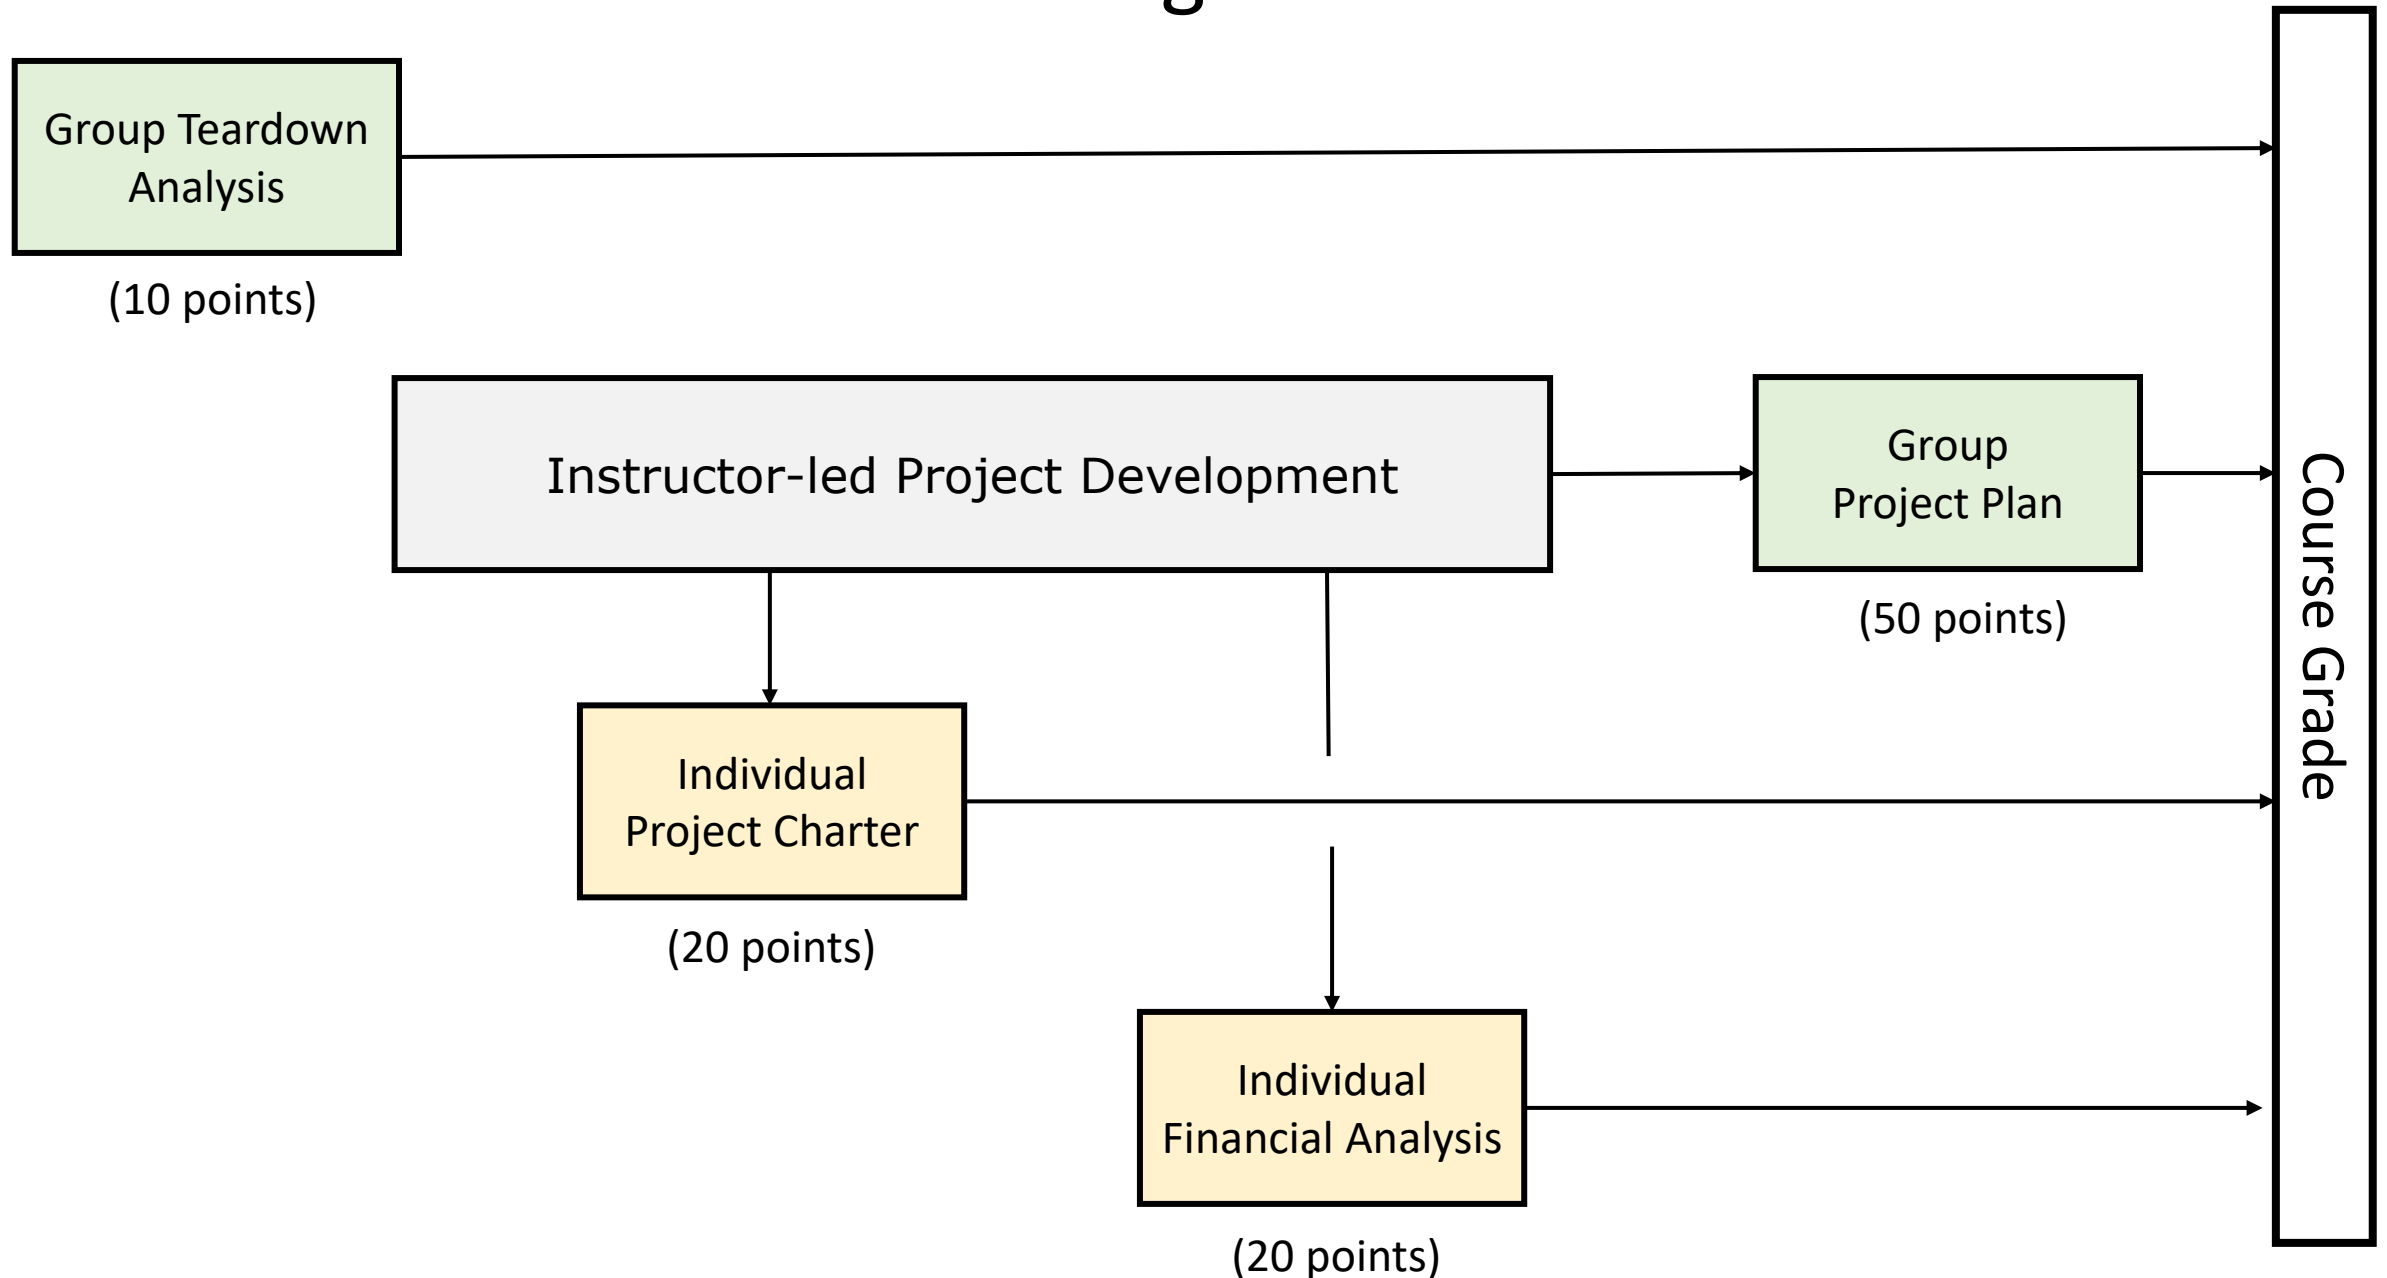 Group Teardown
Analysis
(10 points)
Instructor-led Project Development
Group
Project Plan
(50 points)
Individual
Project Charter
(20 points)
Individual
Financial Analysis
(20 points)
Course Grade